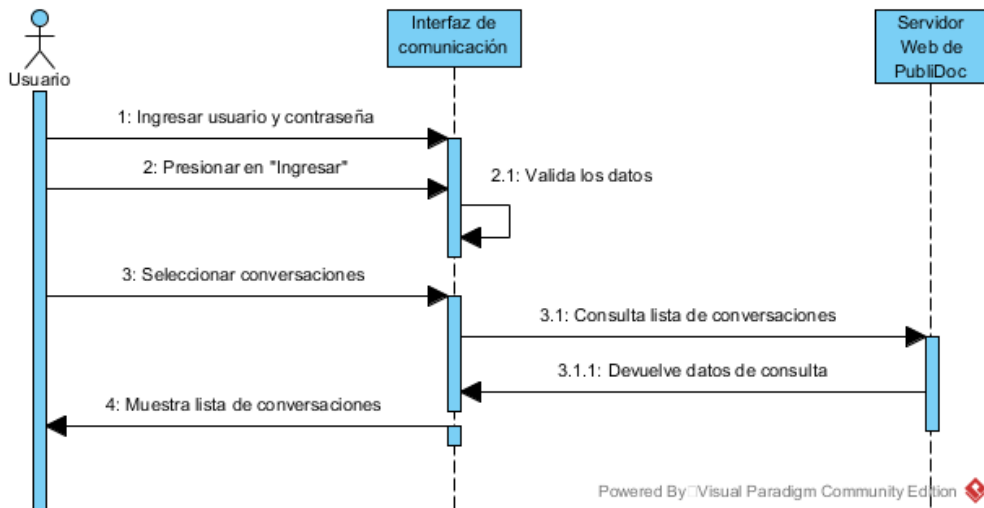 Usuario
Interfaz de
comunicación
Servidor
Web de
PubliDoc
1: Ingresar usuario y contraseña
2: Presionar en "Ingresar"
2.1: Valida los datos
3: Seleccionar conversaciones
3.1: Consulta lista de conversaciones
3.1.1: Devuelve datos de consulta
4: Muestra lista de conversaciones
Powered By Visual Paradigm Community Edition